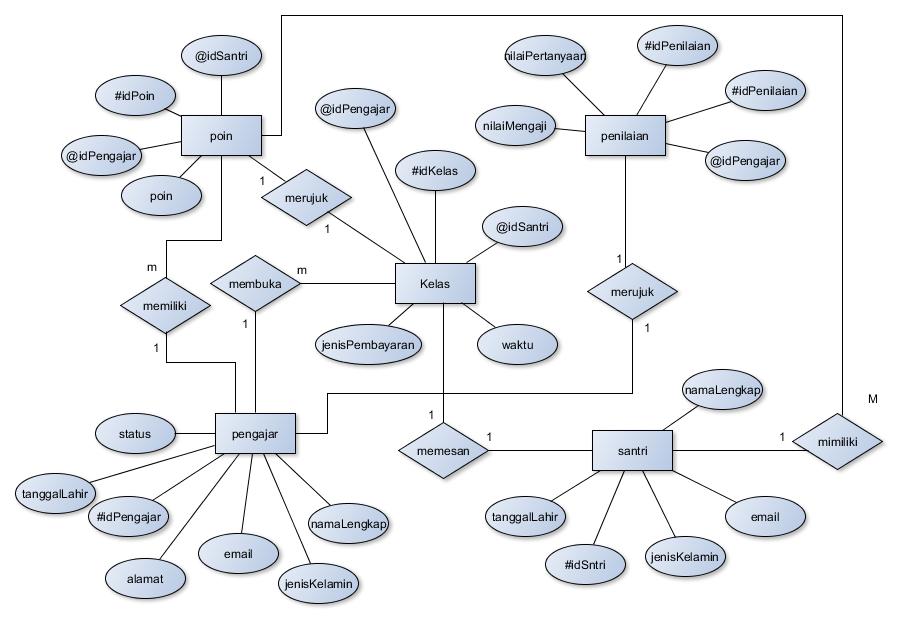 @idSantri
#idPoin
poin
@idPengajar
poin
@idPengajar
#idKelas
@idSantri
Kelas
jenisPembayaran
waktu
nilaiPertanyaan
#idPenilaian
#idPenilaian
nilaiMengaji
penilaian
@idPengajar
1
merujuk
1
m
memiliki
1
membuka
m
1
1
merujuk
1
status
pengajar
tanggalLahir
#idPengajar
alamat
email
jenisKelamin
namaLengkap
1
memesan
1
namaLengkap
santri
tanggalLahir
#idSntri
jenisKelamin
email
1
mimiliki
M